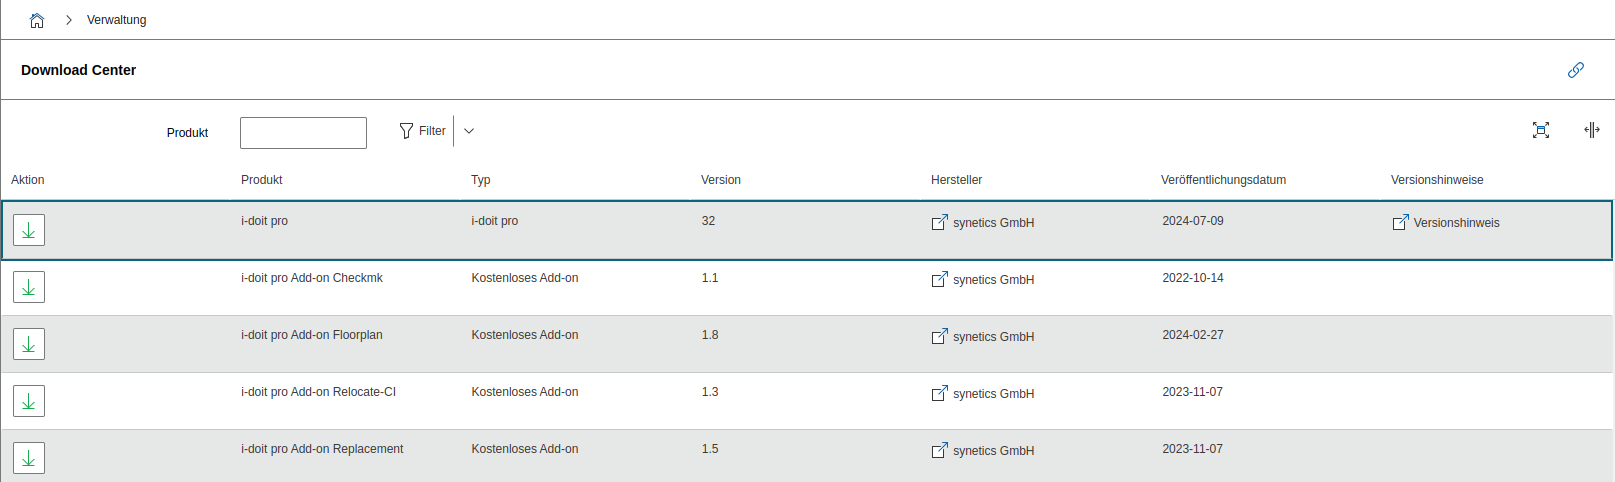 Verwaltung
Download Center
Produkt Filter
Aktion Produkt Typ Version Hersteller Veröffentlichungsdatum Versionshinweise
i-doit pro i-doit pro 32 synetics GmbH 2024-07-09 Versionshinweis
i-doit pro Add-on Checkmk Kostenloses Add-on 1.1 synetics GmbH 2022-10-14
i-doit pro Add-on Floorplan Kostenloses Add-on 1.8 synetics GmbH 2024-02-27
i-doit pro Add-on Relocate-CI Kostenloses Add-on 1.3 synetics GmbH 2023-11-07
i-doit pro Add-on Replacement Kostenloses Add-on 1.5 synetics GmbH 2023-11-07